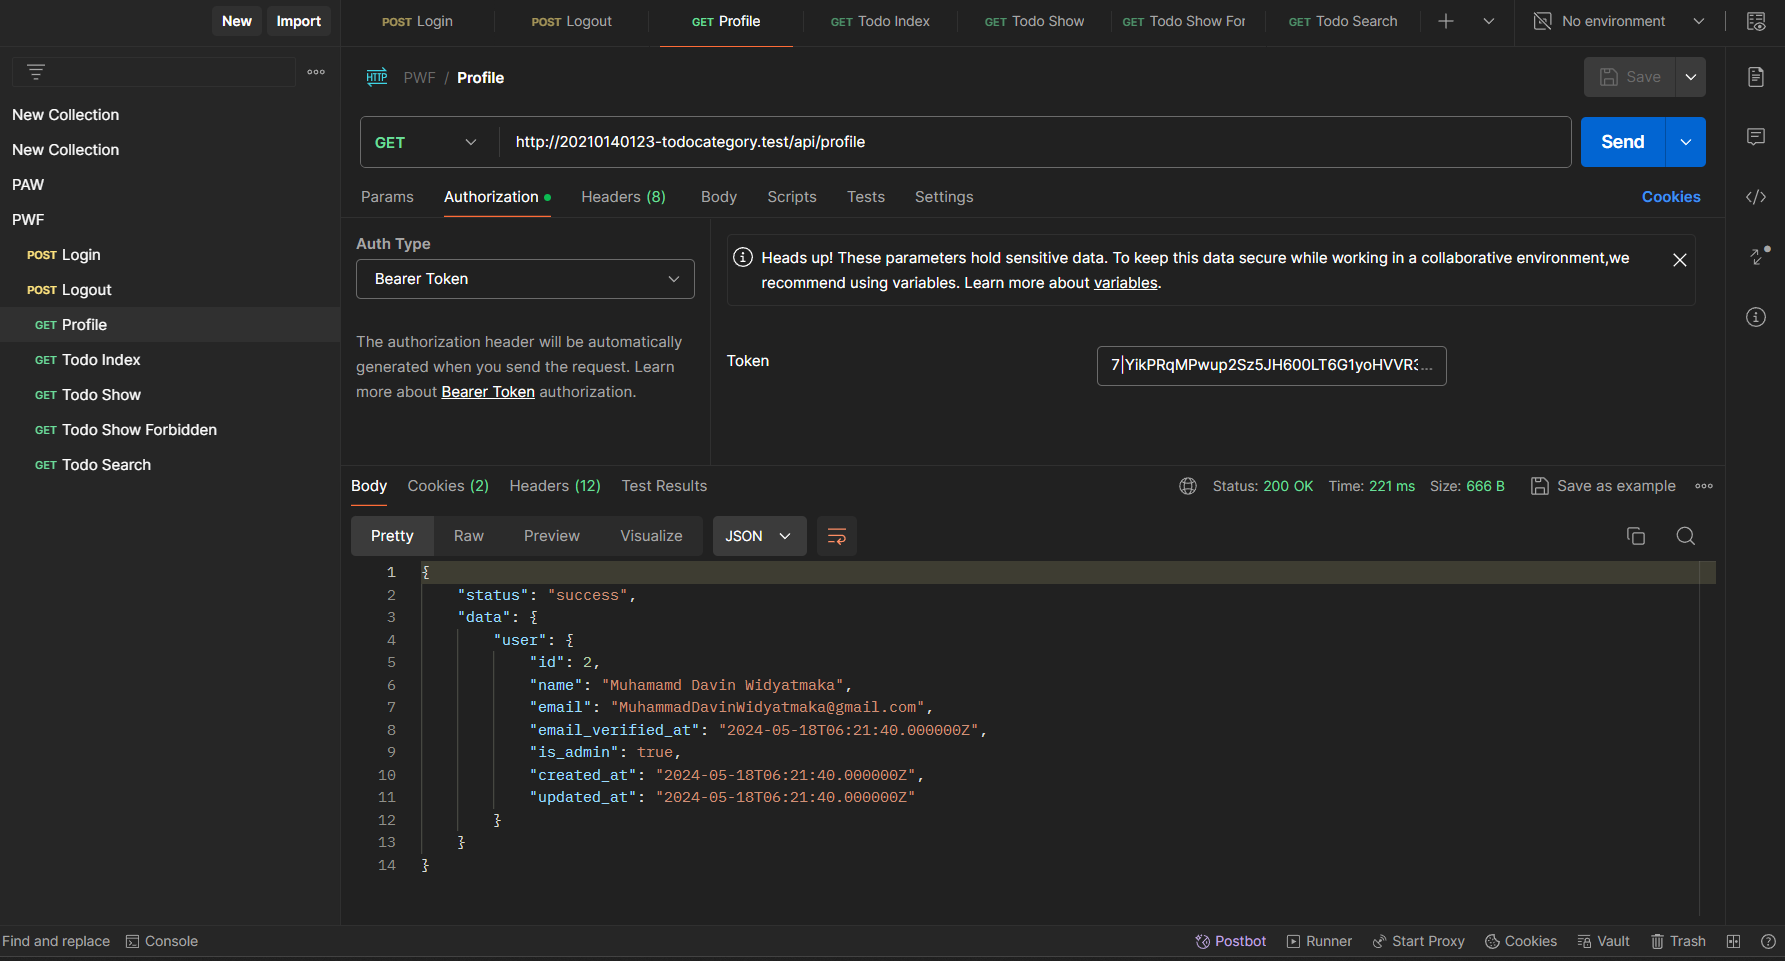 New Import
POST Login POST Logout GET Profile GET Todo Index GET Todo Show GET Todo Show For GET Todo Search No environment
PWF / Profile Save
New Collection
New Collection
PAW
PWF
POST Login
POST Logout
GET Profile
GET Todo Index
GET Todo Show
GET Todo Show Forbidden
GET Todo Search
GET http://20210140123-todocategory.test/api/profile Send
Params Authorization Headers (8) Body Scripts Tests Settings Cookies
Auth Type
Bearer Token
The authorization header will be automatically
generated when you send the request. Learn
more about Bearer Token authorization.
Heads up! These parameters hold sensitive data. To keep this data secure while working in a collaborative environment,we
recommend using variables. Learn more about variables.
Token 7|YikPRqMPwup2Sz5JH600LT6G1yoHVVR3...
Body Cookies (2) Headers (12) Test Results Status: 200 OK Time: 221 ms Size: 666 B Save as example
Pretty Raw Preview Visualize JSON
1 {
2 "status": "success",
3 "data": {
4 "user": {
5 "id": 2,
6 "name": "Muhamamd Davin Widyatmaka",
7 "email": "MuhammadDavinWidyatmaka@gmail.com",
8 "email_verified_at": "2024-05-18T06:21:40.000000Z",
9 "is_admin": true,
10 "created_at": "2024-05-18T06:21:40.000000Z",
11 "updated_at": "2024-05-18T06:21:40.000000Z"
12 }
13 }
14 }
Find and replace Console Postbot Runner Start Proxy Cookies Vault Trash